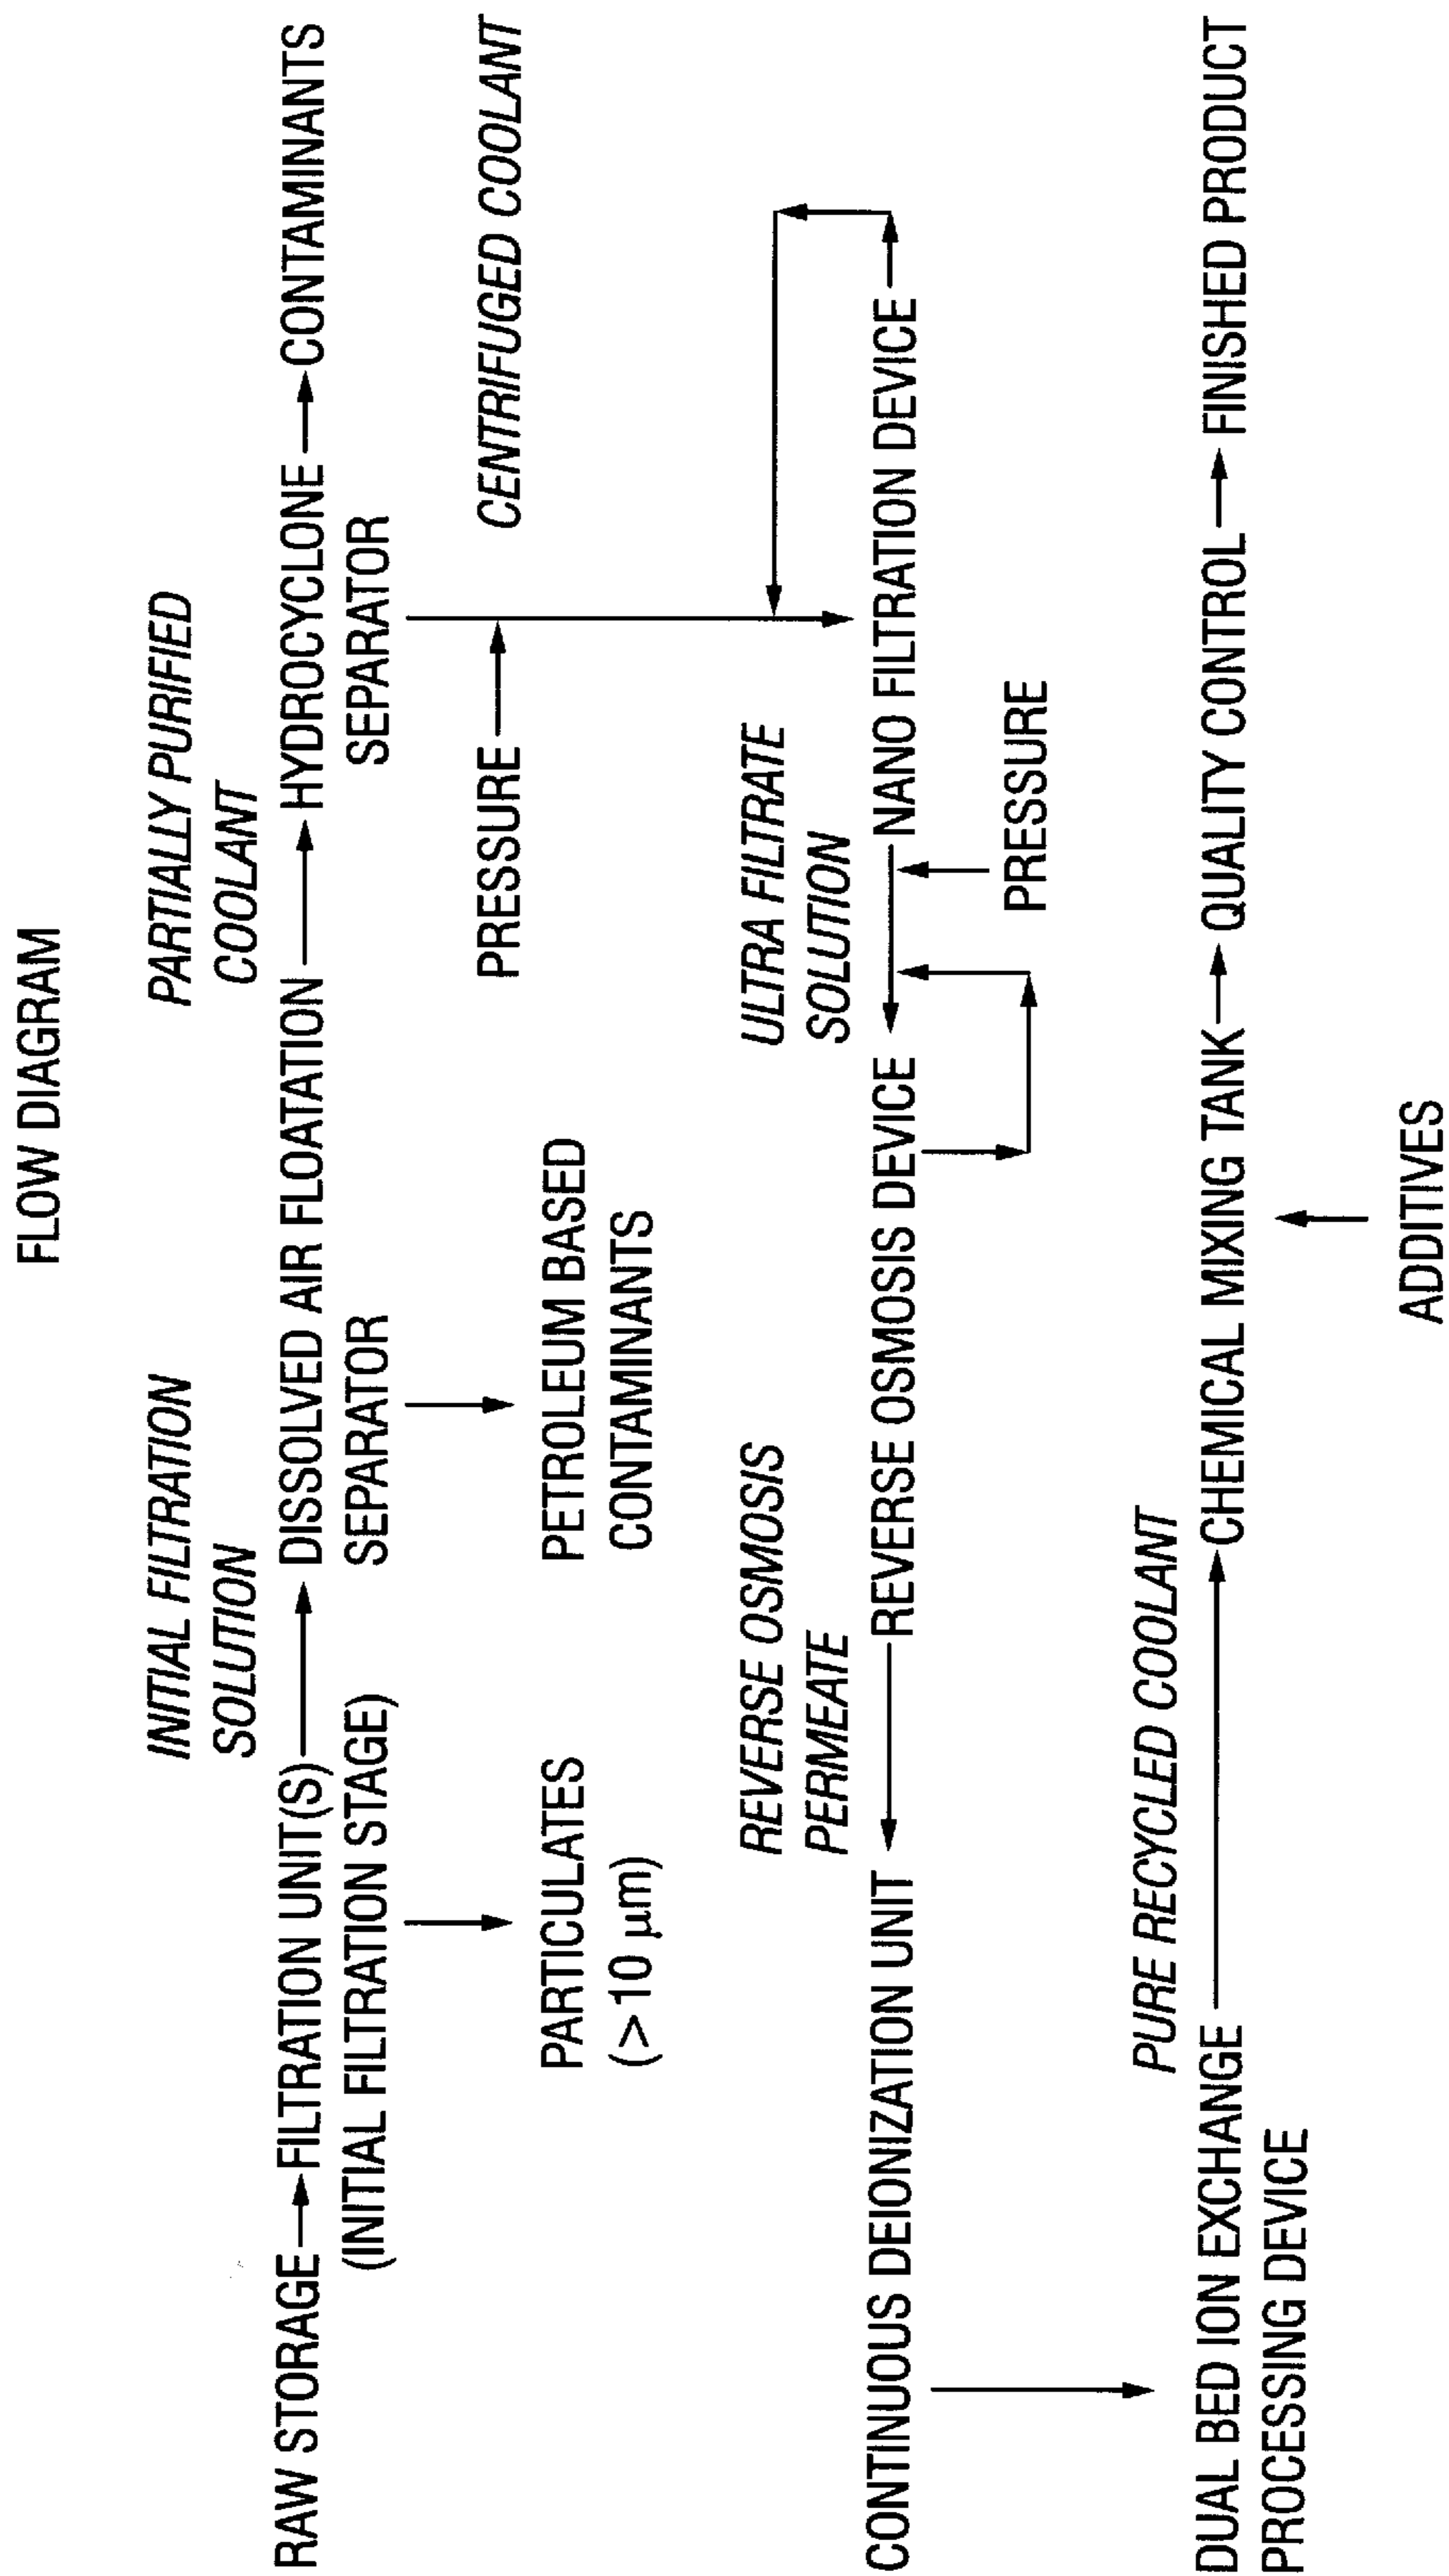 FLOW DIAGRAM
INITIAL FILTRATION
SOLUTION
PARTIALLY PURIFIED
COOLANT
RAW STORAGE
FILTRATION UNIT(S)
(INITIAL FILTRATION STAGE)
DISSOLVED AIR FLOATATION
SEPARATOR
HYDROCYCLONE
SEPARATOR
CONTAMINANTS
PARTICULATES
(>10 μm)
PETROLEUM BASED
CONTAMINANTS
PRESSURE
CENTRIFUGED COOLANT
REVERSE OSMOSIS
PERMEATE
ULTRA FILTRATE
SOLUTION
CONTINUOUS DEIONIZATION UNIT
REVERSE OSMOSIS DEVICE
NANO FILTRATION DEVICE
PRESSURE
PURE RECYCLED COOLANT
DUAL BED ION EXCHANGE
PROCESSING DEVICE
CHEMICAL MIXING TANK
QUALITY CONTROL
FINISHED PRODUCT
ADDITIVES